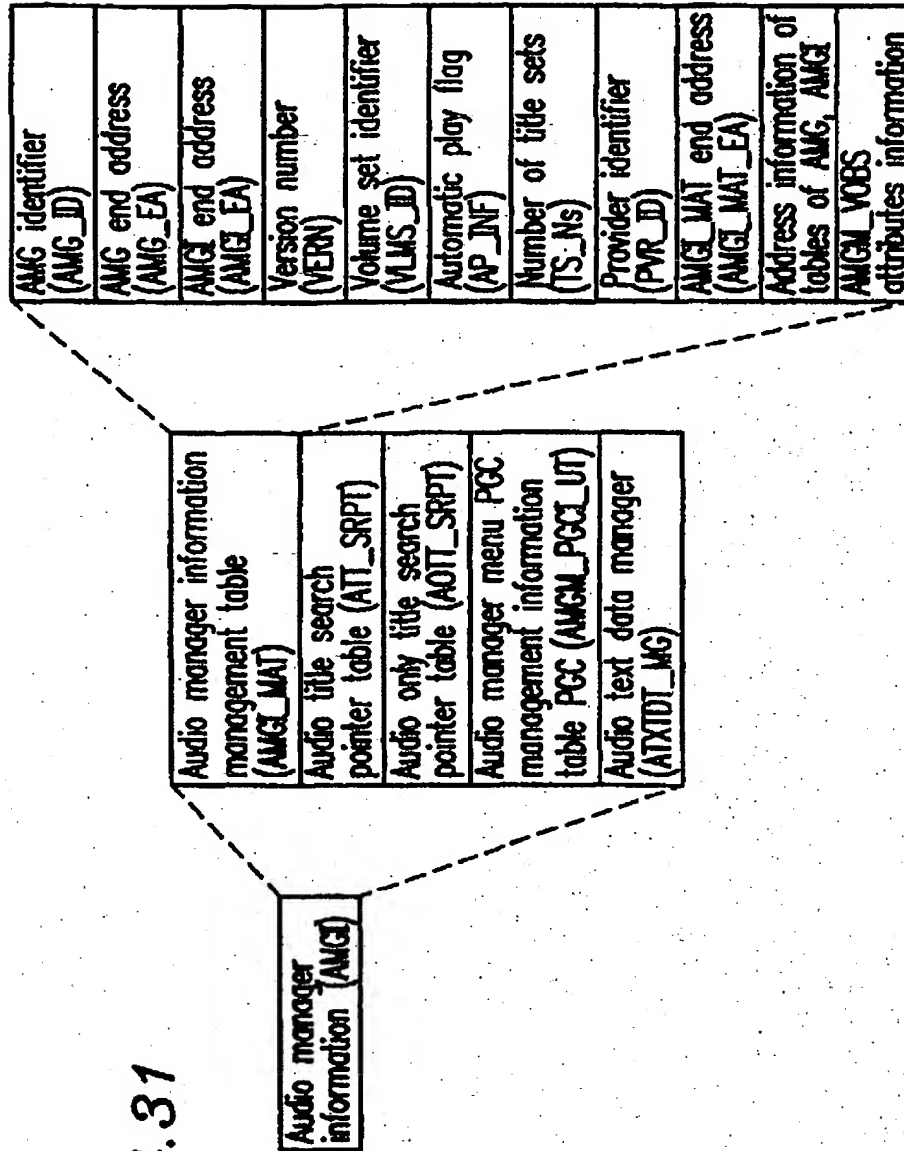 .31
Audio manager
information (AMGI)
Audio manager information
management table
(AMGI_MAT)
Audio title search
pointer table (ATT_SRPT)
Audio only title search
pointer table (AOTT_SRPT)
Audio manager menu PGC
management information
table PGC (AMGM_PGCI_UT)
Audio text data manager
(ATXTDT_MG)
AMG identifier
(AMG_ID)
AMG end address
(AMG_EA)
AMGI end address
(AMGI_EA)
Version number
(VERN)
Volume set identifier
(VLMS_ID)
Automatic play flag
(AP_INF)
Number of title sets
(TS_Ns)
Provider identifier
(PVR_ID)
AMGI_MAT end address
(AMGI_MAT_EA)
Address information of
tables of AMG, AMGI
AMGM_VOBS
attributes information